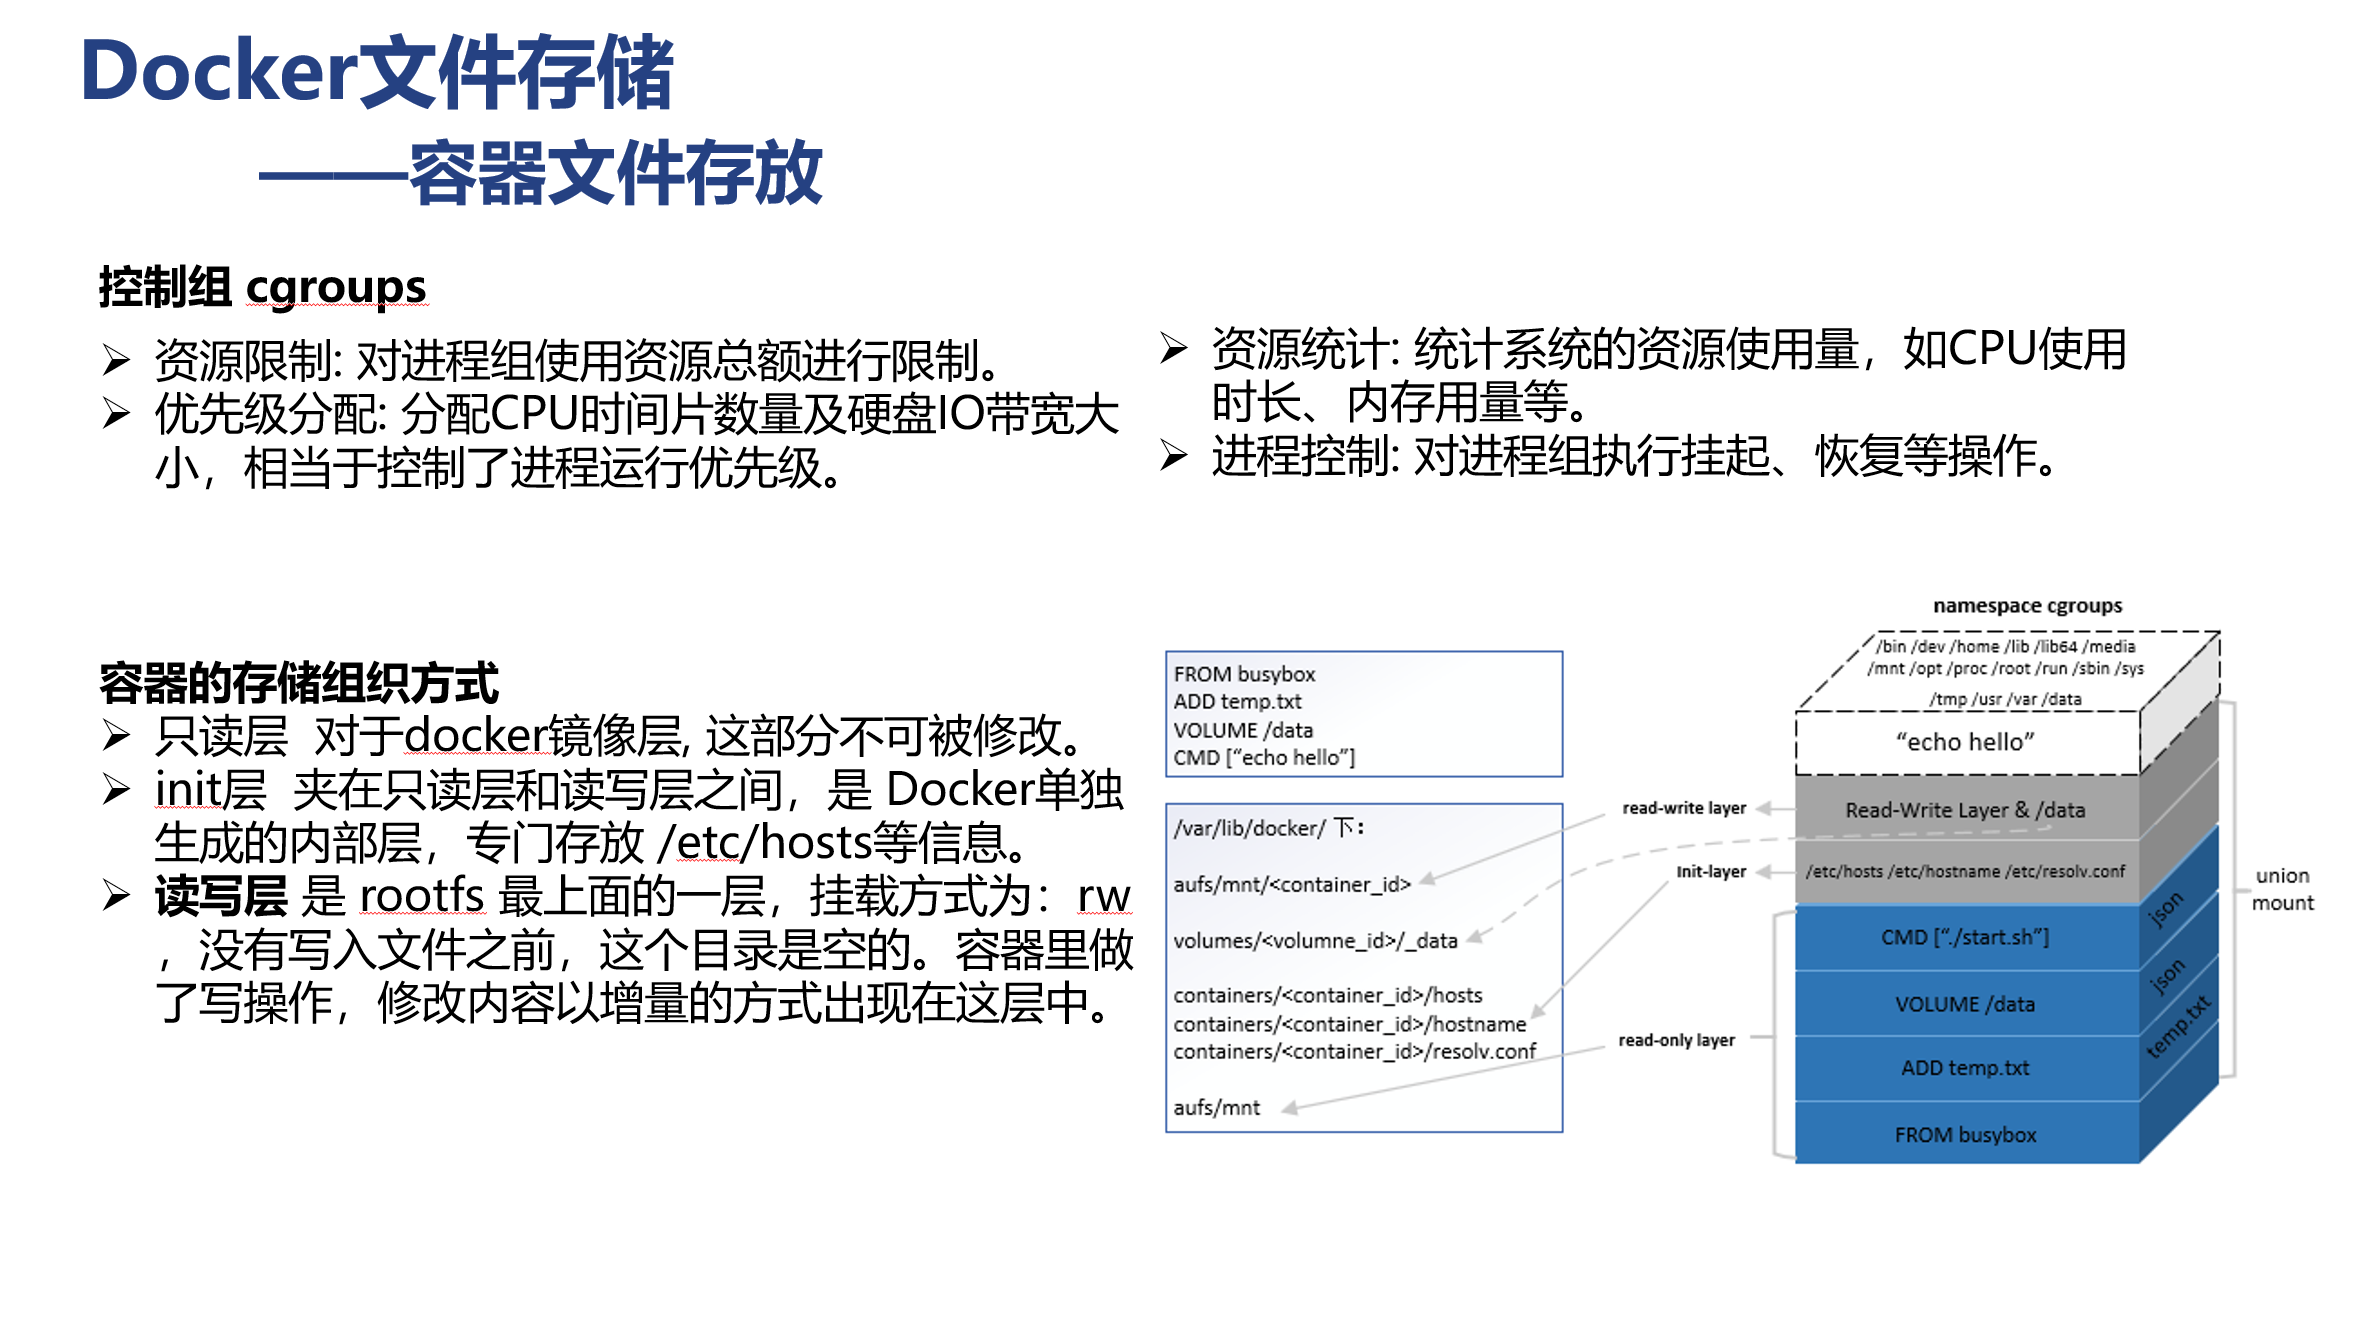 Docker文件存储
——容器文件存放
控制组 cgroups
➢ 资源限制: 对进程组使用资源总额进行限制。
➢ 优先级分配: 分配CPU时间片数量及硬盘IO带宽大
小，相当于控制了进程运行优先级。
➢ 资源统计: 统计系统的资源使用量，如CPU使用
时长、内存用量等。
➢ 进程控制: 对进程组执行挂起、恢复等操作。
容器的存储组织方式
➢ 只读层 对于docker镜像层, 这部分不可被修改。
➢ init层 夹在只读层和读写层之间，是 Docker单独
生成的内部层，专门存放 /etc/hosts等信息。
➢ 读写层 是 rootfs 最上面的一层，挂载方式为：rw
，没有写入文件之前，这个目录是空的。容器里做
了写操作，修改内容以增量的方式出现在这层中。
FROM busybox
ADD temp.txt
VOLUME /data
CMD [“echo hello”]
/var/lib/docker/ 下：
aufs/mnt/<container_id>
volumes/<volumne_id>/_data
containers/<container_id>/hosts
containers/<container_id>/hostname
containers/<container_id>/resolv.conf
aufs/mnt
read-write layer
Init-layer
read-only layer
namespace cgroups
/bin /dev /home /lib /lib64 /media
/mnt /opt /proc /root /run /sbin /sys
/tmp /usr /var /data
“echo hello”
Read-Write Layer & /data
/etc/hosts /etc/hostname /etc/resolv.conf
CMD [“./start.sh”]
VOLUME /data
ADD temp.txt
FROM busybox
json
json
temp.txt
union
mount